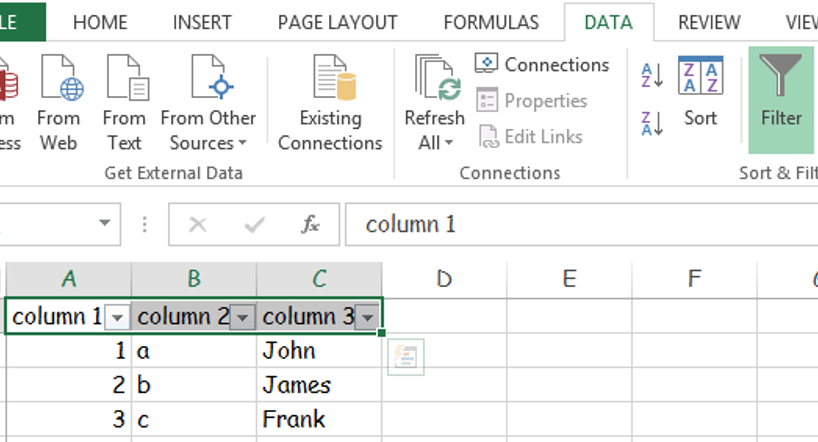 LE HOME INSERT PAGE LAYOUT FORMULAS DATA REVIEW VIEW
m From From From Other Existing Refresh Connections Sort Filter
ess Web Text Sources Connections All Properties
Edit Links
Get External Data Connections Sort & Filt
fx column 1
A B C D E F
column 1 column 2 column 3
1 a John
2 b James
3 c Frank